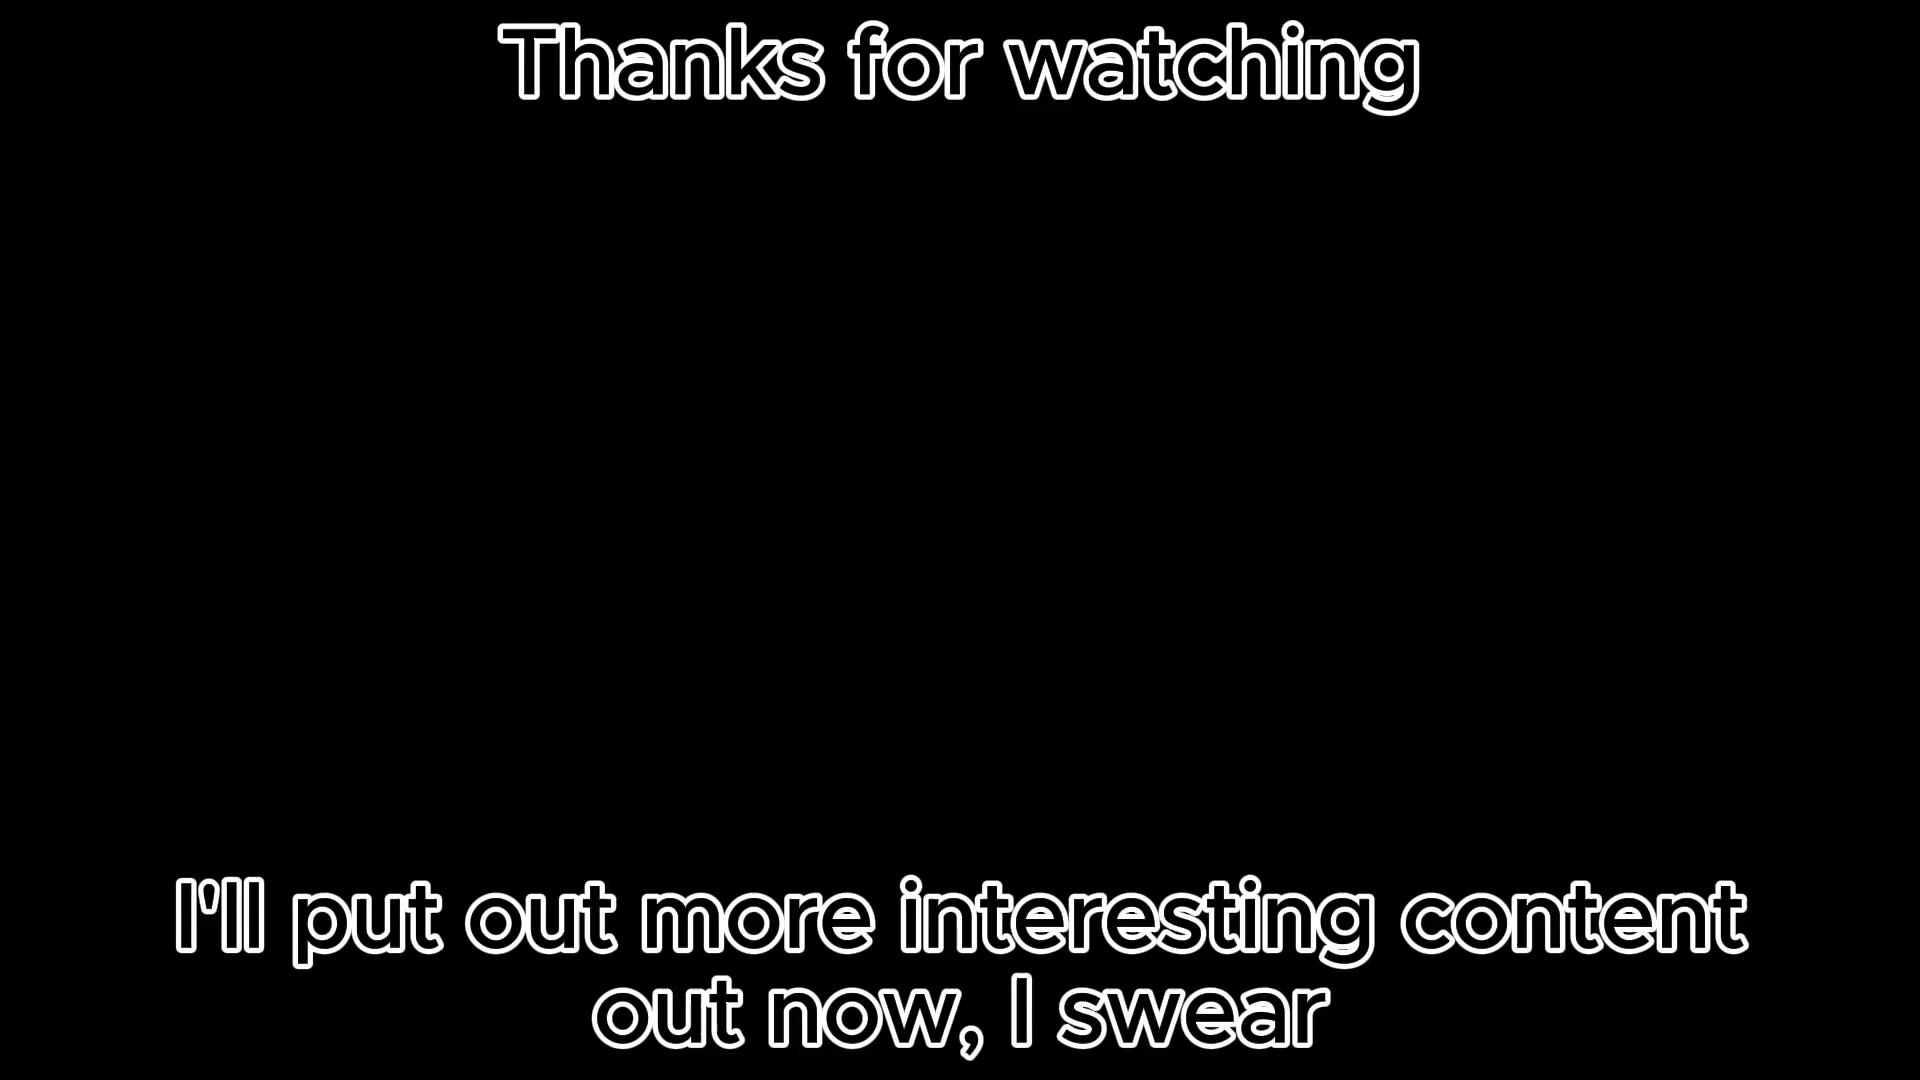 Thanks for watching
I'll put out more interesting content
out now, I swear